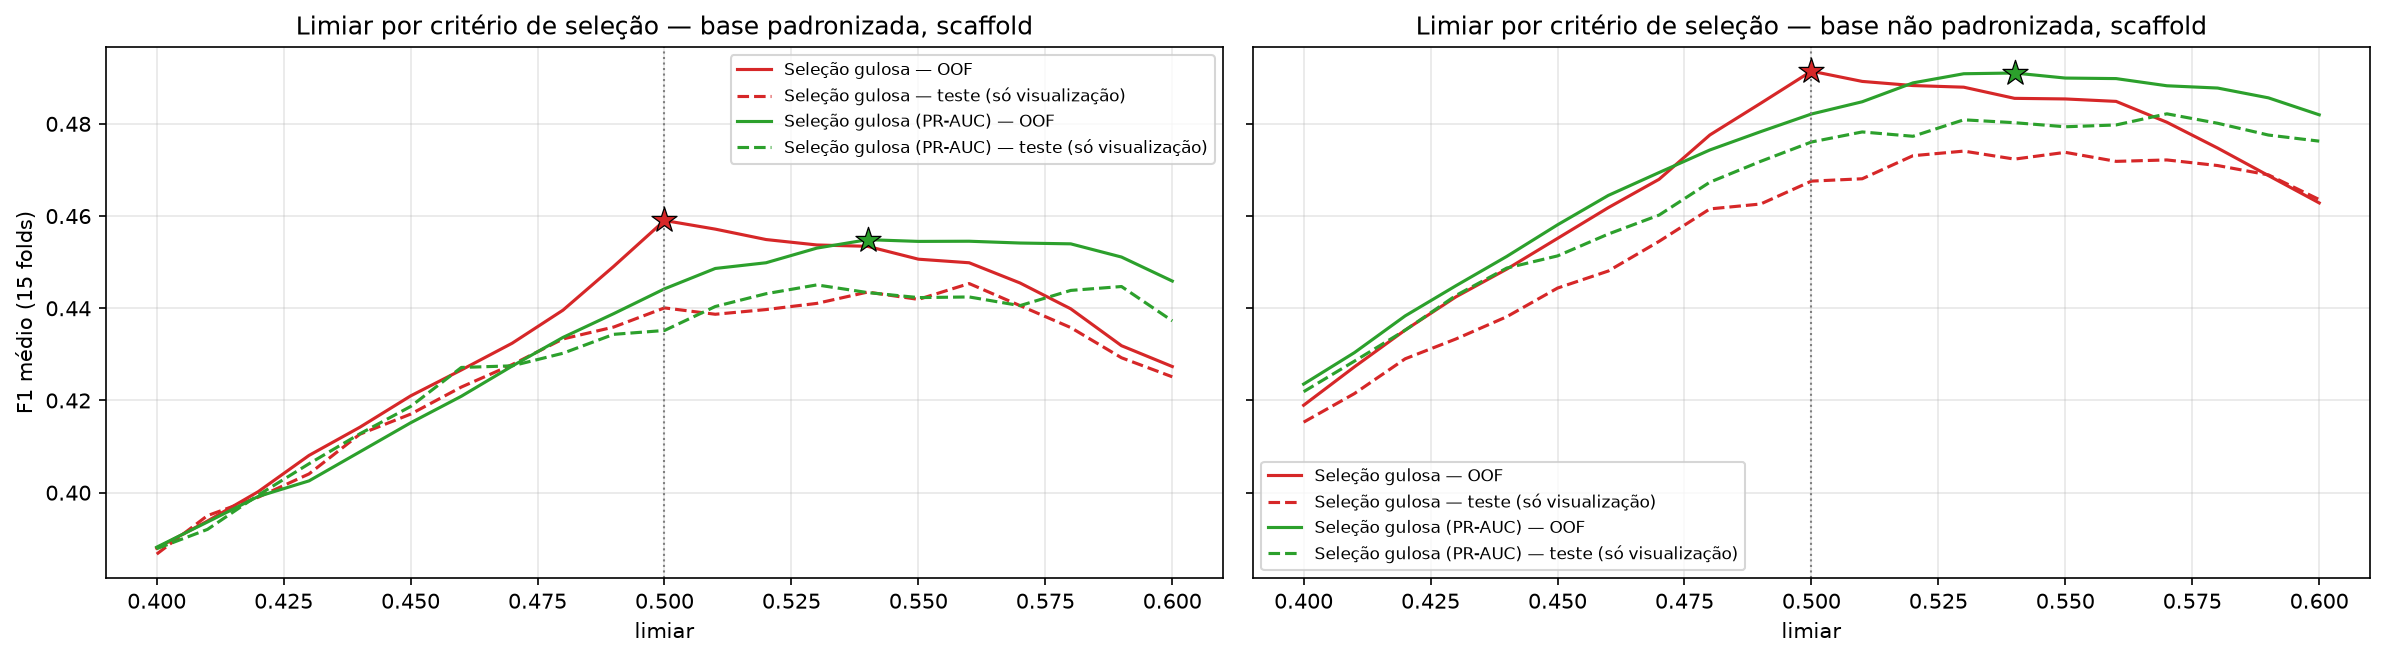 Limiar por critério de seleção — base padronizada, scaffold
Seleção gulosa — OOF
Seleção gulosa — teste (só visualização)
Seleção gulosa (PR-AUC) — OOF
Seleção gulosa (PR-AUC) — teste (só visualização)
F1 médio (15 folds)
0.48
0.46
0.44
0.42
0.40
0.400 0.425 0.450 0.475 0.500 0.525 0.550 0.575 0.600
limiar
Limiar por critério de seleção — base não padronizada, scaffold
Seleção gulosa — OOF
Seleção gulosa — teste (só visualização)
Seleção gulosa (PR-AUC) — OOF
Seleção gulosa (PR-AUC) — teste (só visualização)
0.400 0.425 0.450 0.475 0.500 0.525 0.550 0.575 0.600
limiar